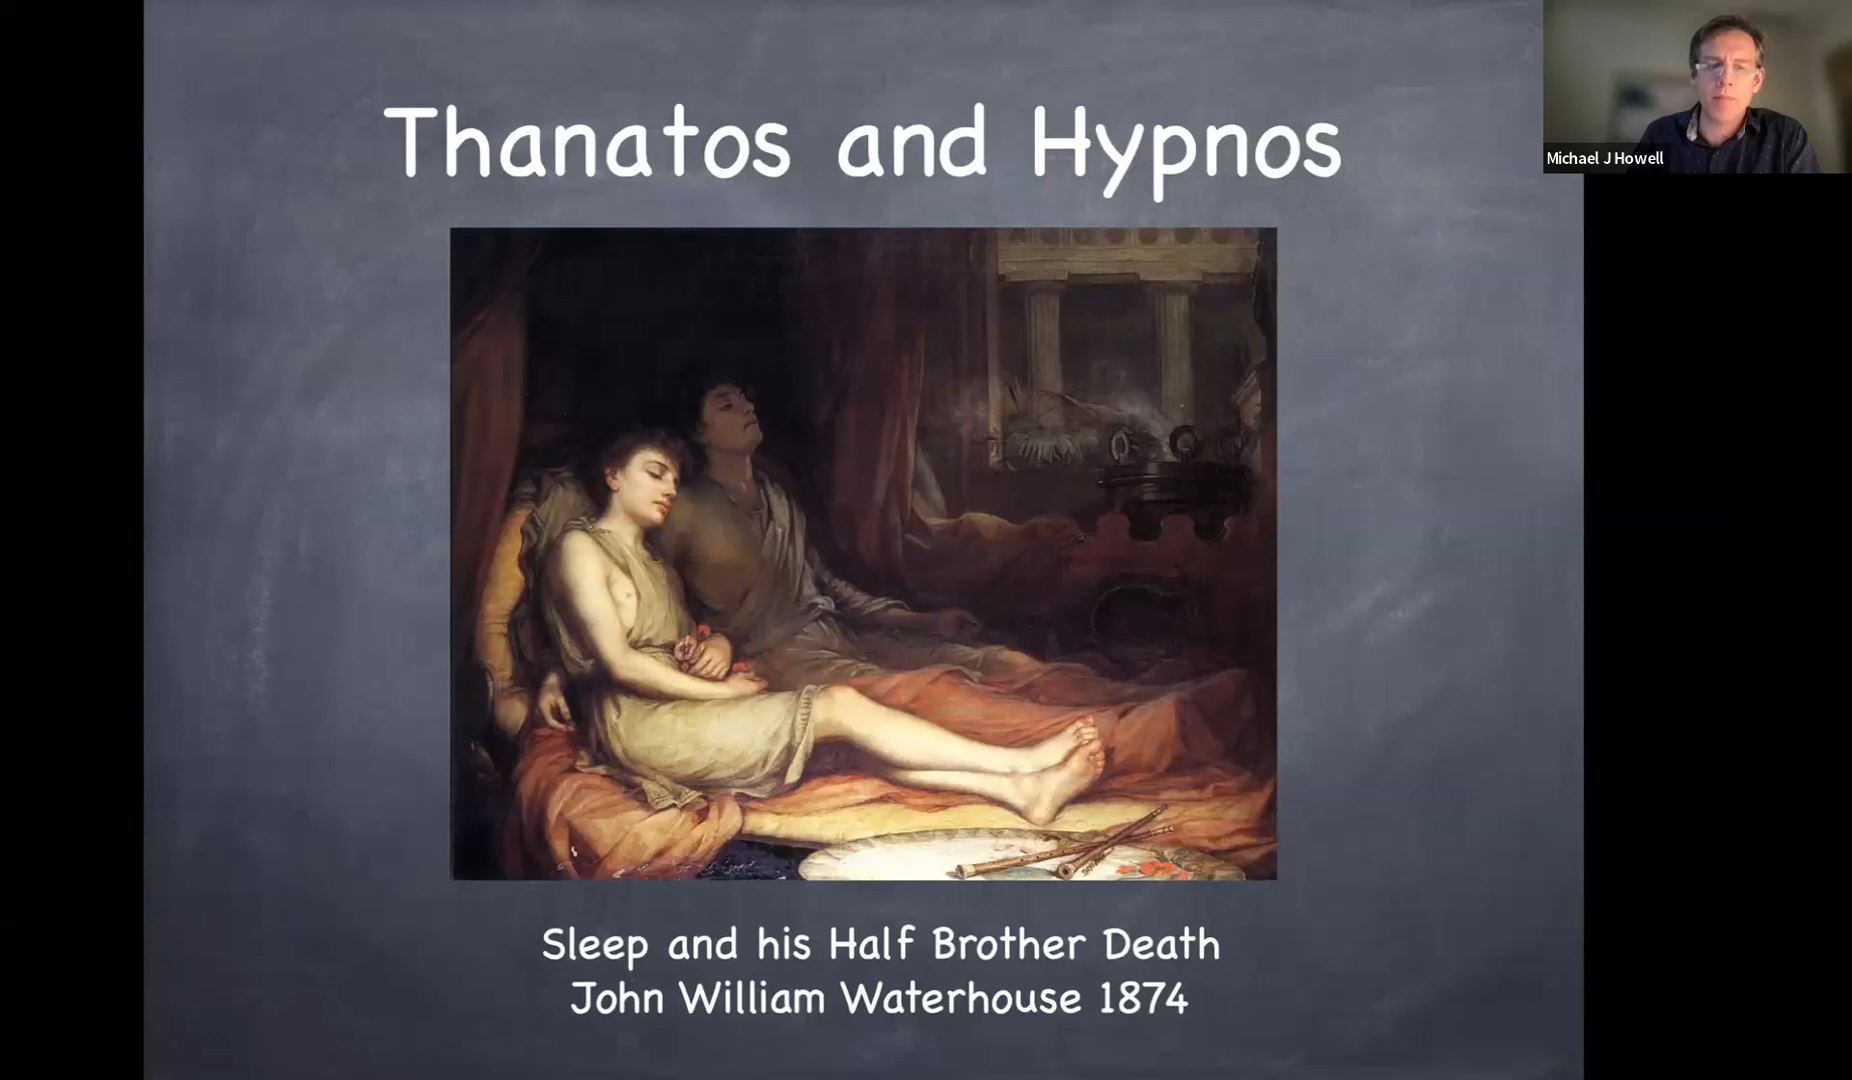 Thanatos and Hypnos
Michael J Howell
Sleep and his Half Brother Death
John William Waterhouse 1874